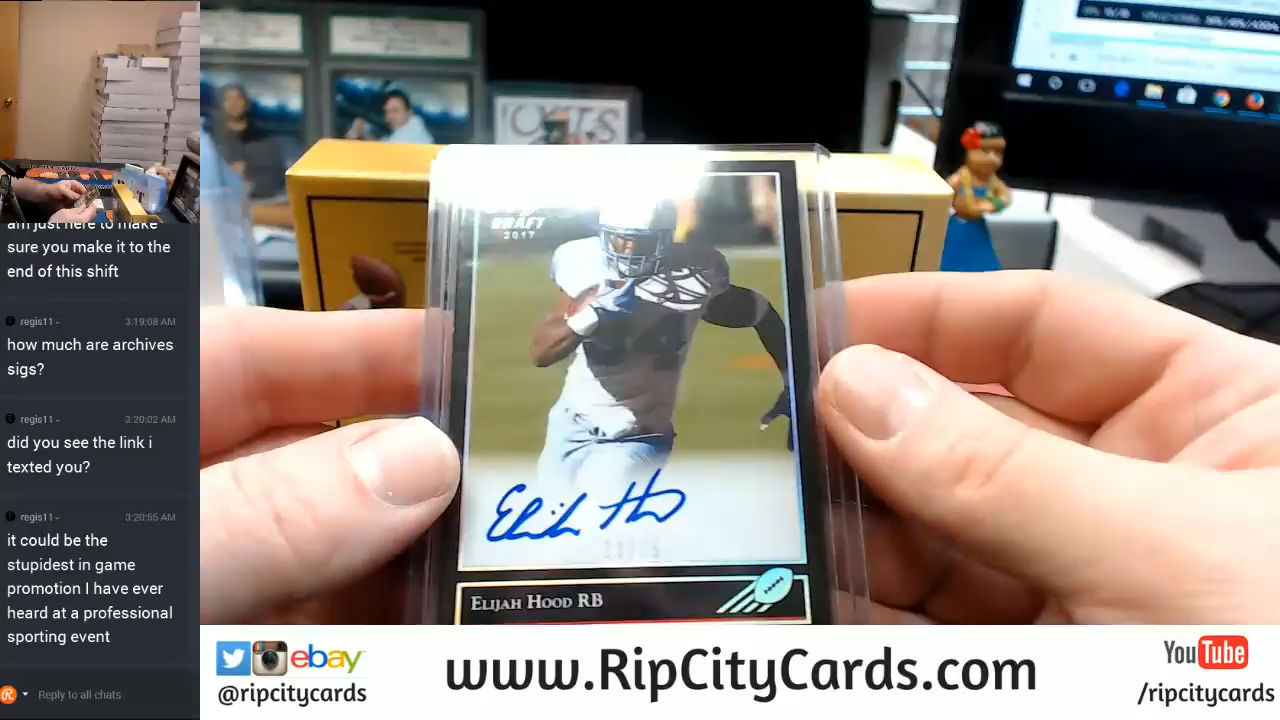 am just here to make
sure you make it to the
end of this shift
regis11 -
3:19:08 AM
how much are archives
sigs?
regis11 -
3:20:02 AM
did you see the link i
texted you?
regis11 -
3:20:55 AM
it could be the
stupidest in game
promotion I have ever
heard at a professional
sporting event
Reply to all chats
DRAFT
2017
Elijah Hood
ELIJAH HOOD RB
ebay
@ripcitycards
www.RipCityCards.com
YouTube
/ripcitycards